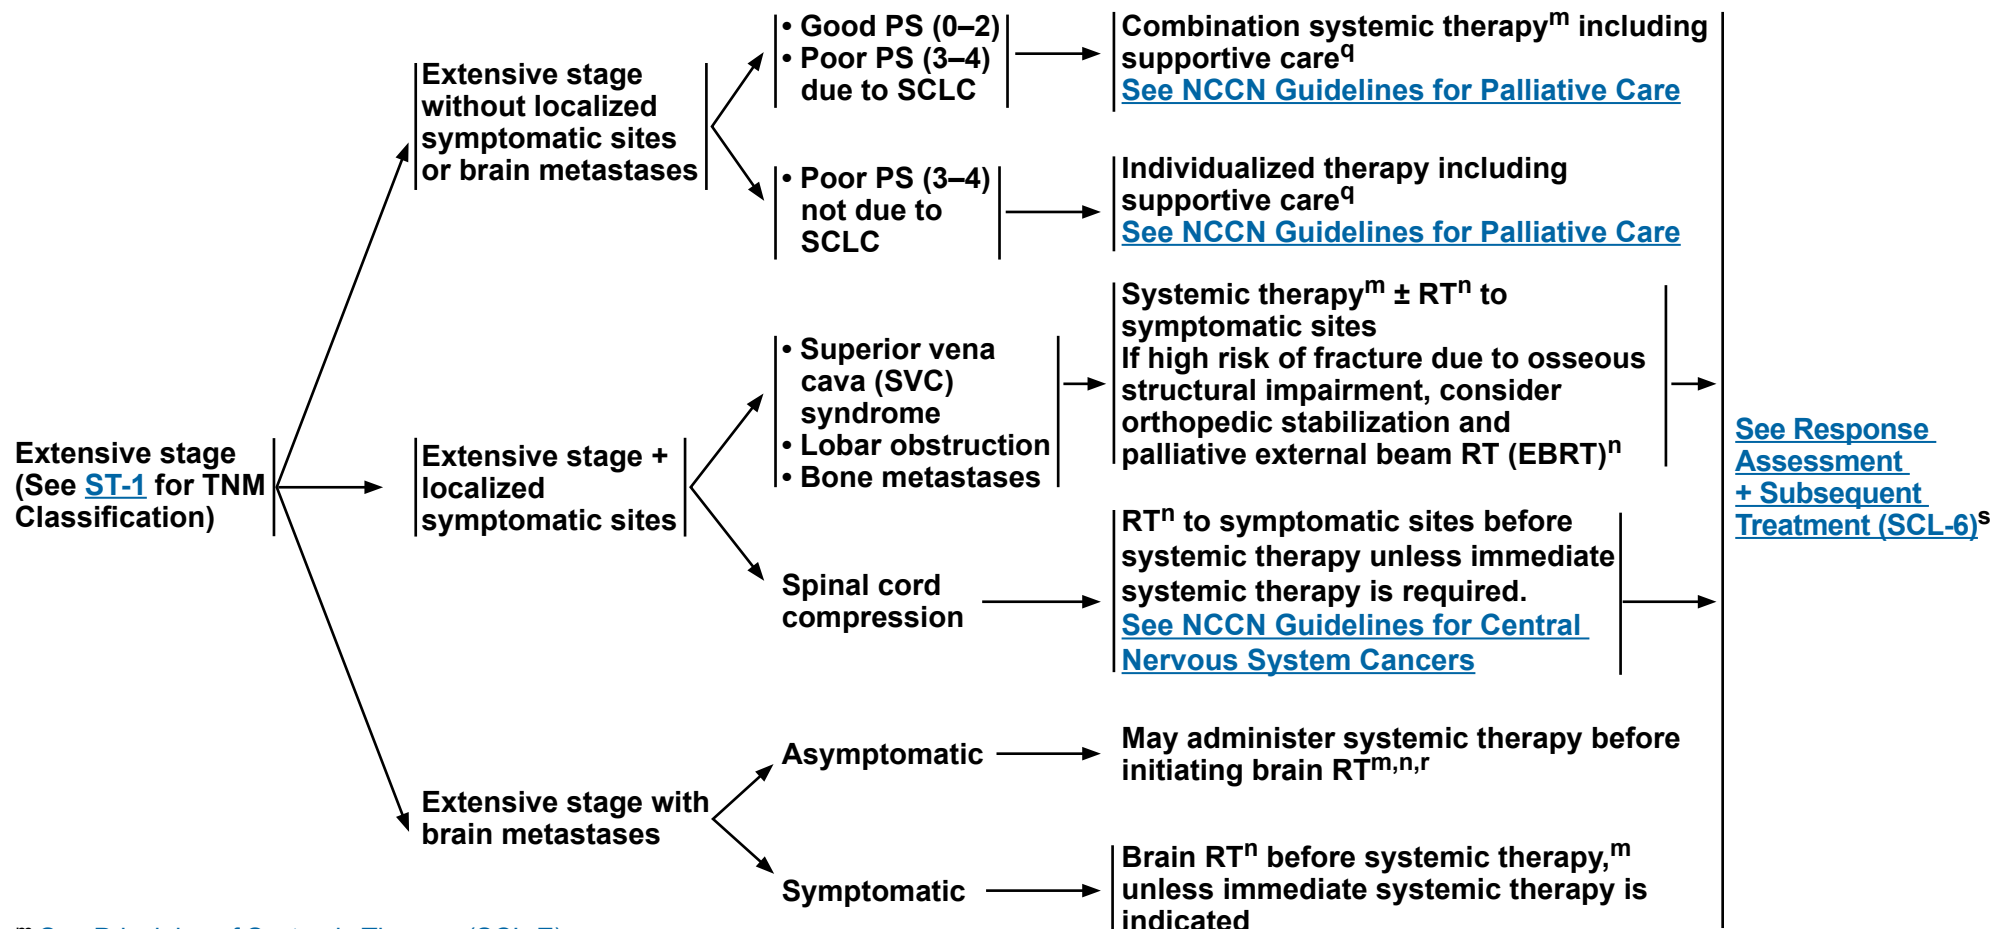 Extensive stage
(See ST-1 for TNM
Classification)
Extensive stage
without localized
symptomatic sites
or brain metastases
• Good PS (0–2)
• Poor PS (3–4)
due to SCLC
Combination systemic therapyᵐ including
supportive care^q
See NCCN Guidelines for Palliative Care
• Poor PS (3–4)
not due to
SCLC
Individualized therapy including
supportive care^q
See NCCN Guidelines for Palliative Care
Extensive stage +
localized
symptomatic sites
• Superior vena
cava (SVC)
syndrome
• Lobar obstruction
• Bone metastases
Systemic therapyᵐ ± RTⁿ to
symptomatic sites
If high risk of fracture due to osseous
structural impairment, consider
orthopedic stabilization and
palliative external beam RT (EBRT)ⁿ
Spinal cord
compression
RTⁿ to symptomatic sites before
systemic therapy unless immediate
systemic therapy is required.
See NCCN Guidelines for Central
Nervous System Cancers
Extensive stage with
brain metastases
Asymptomatic
May administer systemic therapy before
initiating brain RTᵐ,ⁿ,ʳ
Symptomatic
Brain RTⁿ before systemic therapy,ᵐ
unless immediate systemic therapy is
indicated
See Response
Assessment
+ Subsequent
Treatment (SCL-6)ˢ